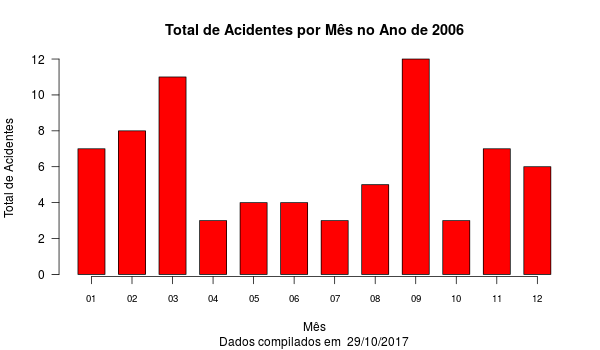 Total de Acidentes por Mês no Ano de 2006
Total de Acidentes
12
10
8
6
4
2
0
01 02 03 04 05 06 07 08 09 10 11 12
Mês
Dados compilados em 29/10/2017